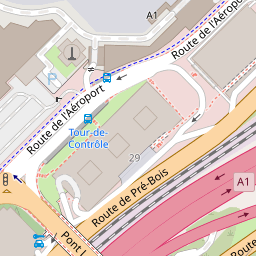 A1
Route de l'Aéroport
P
Route de l'Aéroport
Tour-de-
Contrôle
29
A1
Route de Pré-Bois
Pont